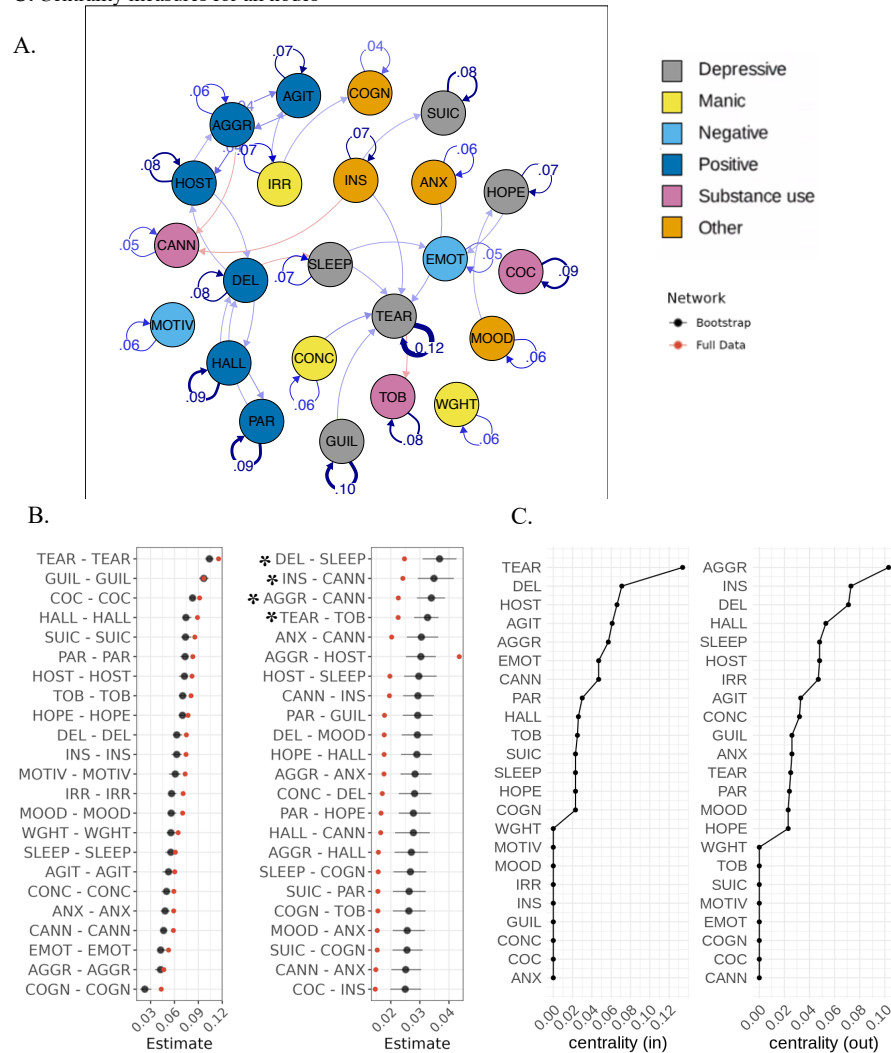 A.
.07
.04
Depressive
Manic
Negative
Positive
Substance use
Other
Network
Bootstrap
Full Data
.06
AGIT
COGN
.08
SUIC
AGGR
.07
.07
.06
.08
HOST
IRR
INS
ANX
HOPE
.07
.05
CANN
SLEEP
EMOT
.05
COC
.09
DEL
.07
.08
MOTIV
TEAR
MOOD
.06
0.12
.06
HALL
CONC
.09
.06
TOB
WGHT
PAR
.08
.06
GUIL
.09
.10
B.
TEAR - TEAR
GUIL - GUIL
COC - COC
HALL - HALL
SUIC - SUIC
PAR - PAR
HOST - HOST
TOB - TOB
HOPE - HOPE
DEL - DEL
INS - INS
MOTIV - MOTIV
IRR - IRR
MOOD - MOOD
WGHT - WGHT
SLEEP - SLEEP
AGIT - AGIT
CONC - CONC
ANX - ANX
CANN - CANN
EMOT - EMOT
AGGR - AGGR
COGN - COGN
0.03 0.06 0.09 0.12
Estimate
* DEL - SLEEP
* INS - CANN
* AGGR - CANN
* TEAR - TOB
ANX - CANN
AGGR - HOST
HOST - SLEEP
CANN - INS
PAR - GUIL
DEL - MOOD
HOPE - HALL
AGGR - ANX
CONC - DEL
PAR - HOPE
HALL - CANN
AGGR - HALL
SLEEP - COGN
SUIC - PAR
COGN - TOB
MOOD - ANX
SUIC - COGN
CANN - ANX
COC - INS
0.02 0.03 0.04
Estimate
C.
TEAR
DEL
HOST
AGIT
AGGR
EMOT
CANN
PAR
HALL
TOB
SUIC
SLEEP
HOPE
COGN
WGHT
MOTIV
MOOD
IRR
INS
GUIL
CONC
COC
ANX
0.00 0.02 0.04 0.06 0.08 0.10 0.12
centrality (in)
AGGR
INS
DEL
HALL
SLEEP
HOST
IRR
AGIT
CONC
GUIL
ANX
TEAR
PAR
MOOD
HOPE
WGHT
TOB
SUIC
MOTIV
EMOT
COGN
COC
CANN
0.00 0.02 0.04 0.06 0.08 0.10
centrality (out)